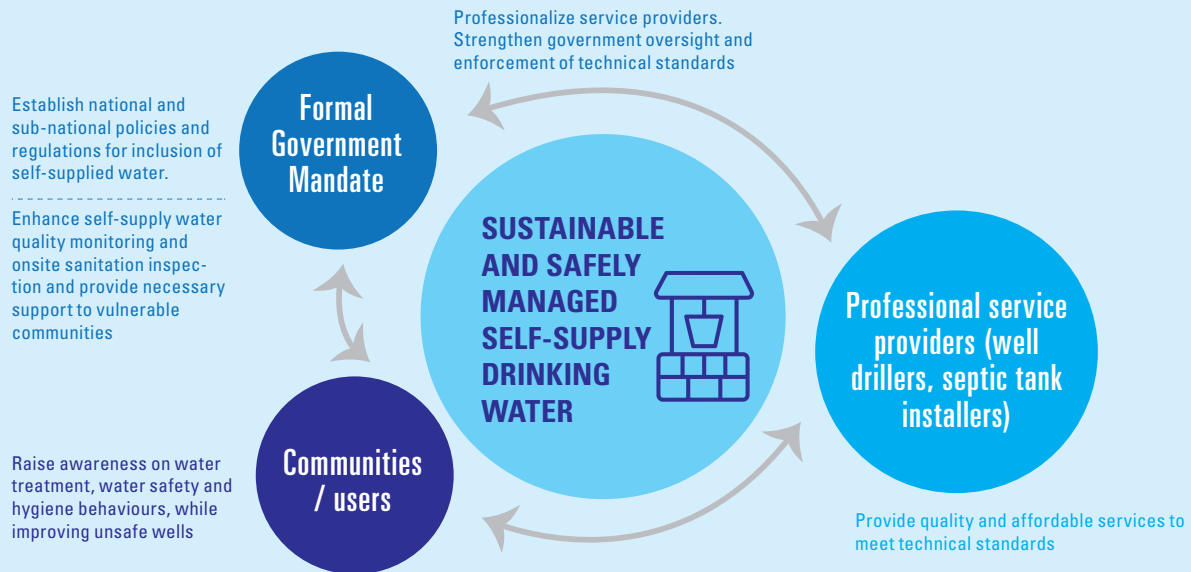 Professionalize service providers.
Strengthen government oversight and
enforcement of technical standards
Formal
Government
Mandate
Establish national and
sub-national policies and
regulations for inclusion of
self-supplied water.
Enhance self-supply water
quality monitoring and
onsite sanitation inspec-
tion and provide necessary
support to vulnerable
communities
SUSTAINABLE
AND SAFELY
MANAGED
SELF-SUPPLY
DRINKING
WATER
Professional service
providers (well
drillers, septic tank
installers)
Communities
/ users
Raise awareness on water
treatment, water safety and
hygiene behaviours, while
improving unsafe wells
Provide quality and affordable services to
meet technical standards